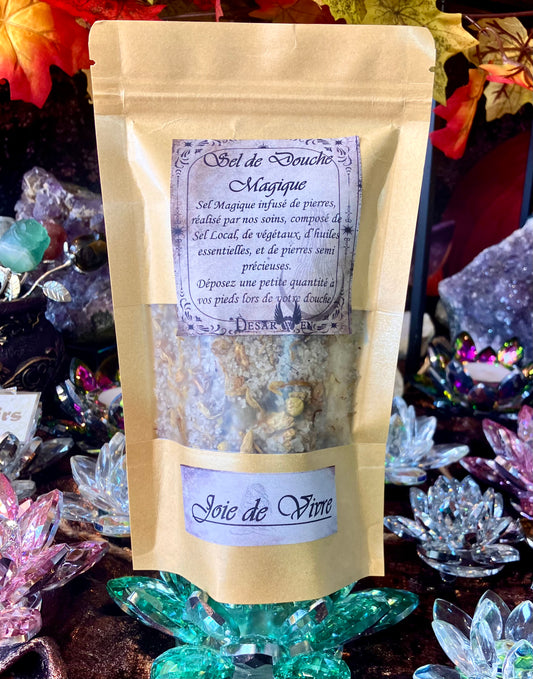 Sel de Douche
Magique
Sel Magique infusé de pierres,
réalisé par nos soins, composé de
Sel Local, de végétaux, d'huiles
essentielles, et de pierres semi
précieuses.
Déposez une petite quantité à
vos pieds lors de votre douche
Joie de Vivre